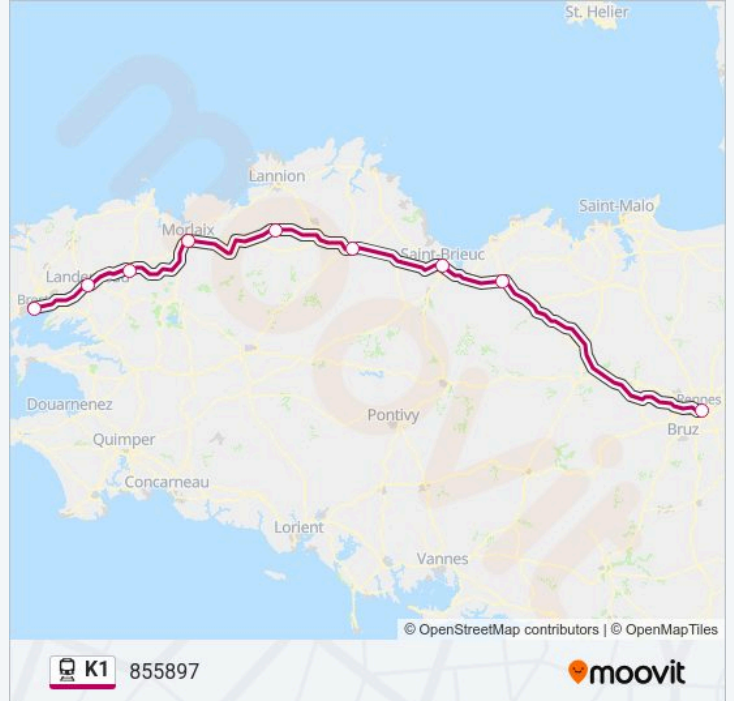 St. Helier
Lannion
Saint-Malo
Morlaix
Saint-Brieuc
Rennes
Douarnenez
Pontivy
Bruz
Quimper
Concarneau
Lorient
Vannes
© OpenStreetMap contributors | © OpenMapTiles
K1 855897 moovit